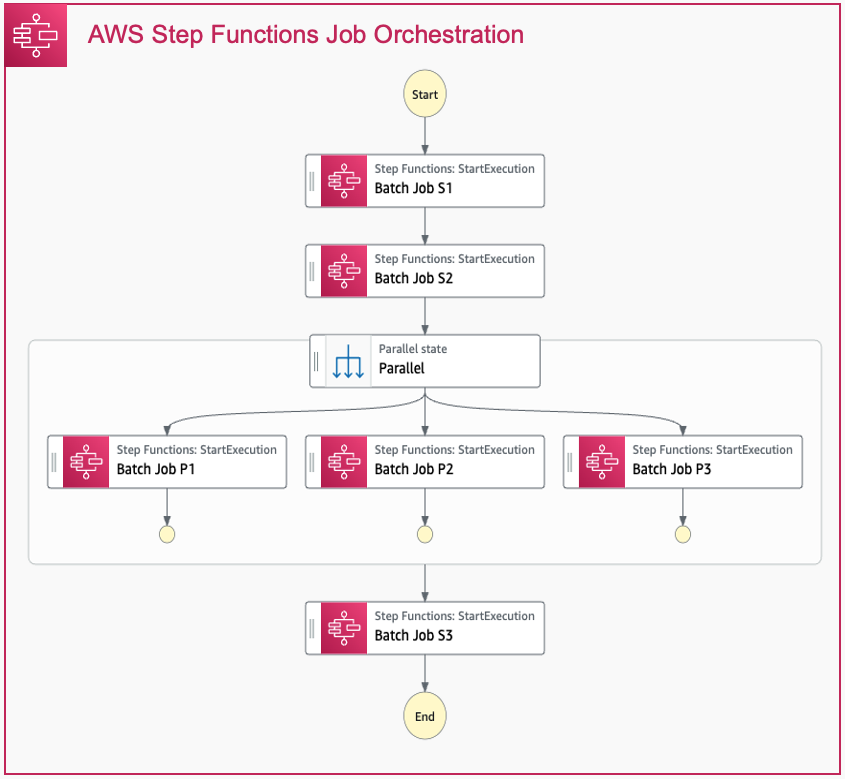 AWS Step Functions Job Orchestration
Start
Step Functions: StartExecution
Batch Job S1
Step Functions: StartExecution
Batch Job S2
Parallel state
Parallel
Step Functions: StartExecution
Batch Job P1
Step Functions: StartExecution
Batch Job P2
Step Functions: StartExecution
Batch Job P3
Step Functions: StartExecution
Batch Job S3
End